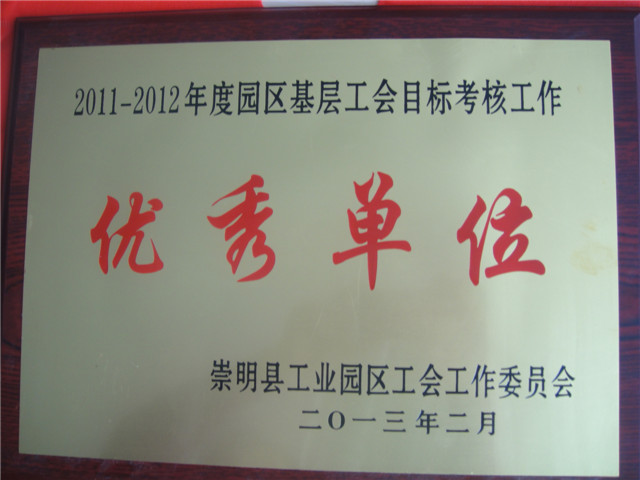 2011-2012年度园区基层工会目标考核工作
优秀单位
崇明县工业园区工会工作委员会
二〇一三年二月